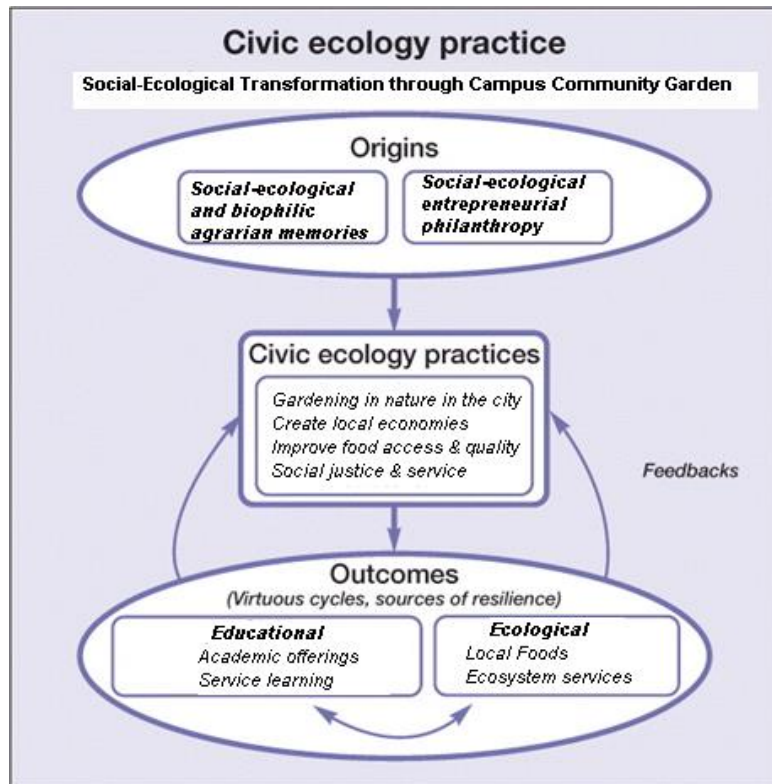 Civic ecology practice
Social-Ecological Transformation through Campus Community Garden
Origins
Social-ecological
and biophilic
agrarian memories
Social-ecological
entrepreneurial
philanthropy
Civic ecology practices
Gardening in nature in the city
Create local economies
Improve food access & quality
Social justice & service
Feedbacks
Outcomes
(Virtuous cycles, sources of resilience)
Educational
Academic offerings
Service learning
Ecological
Local Foods
Ecosystem services